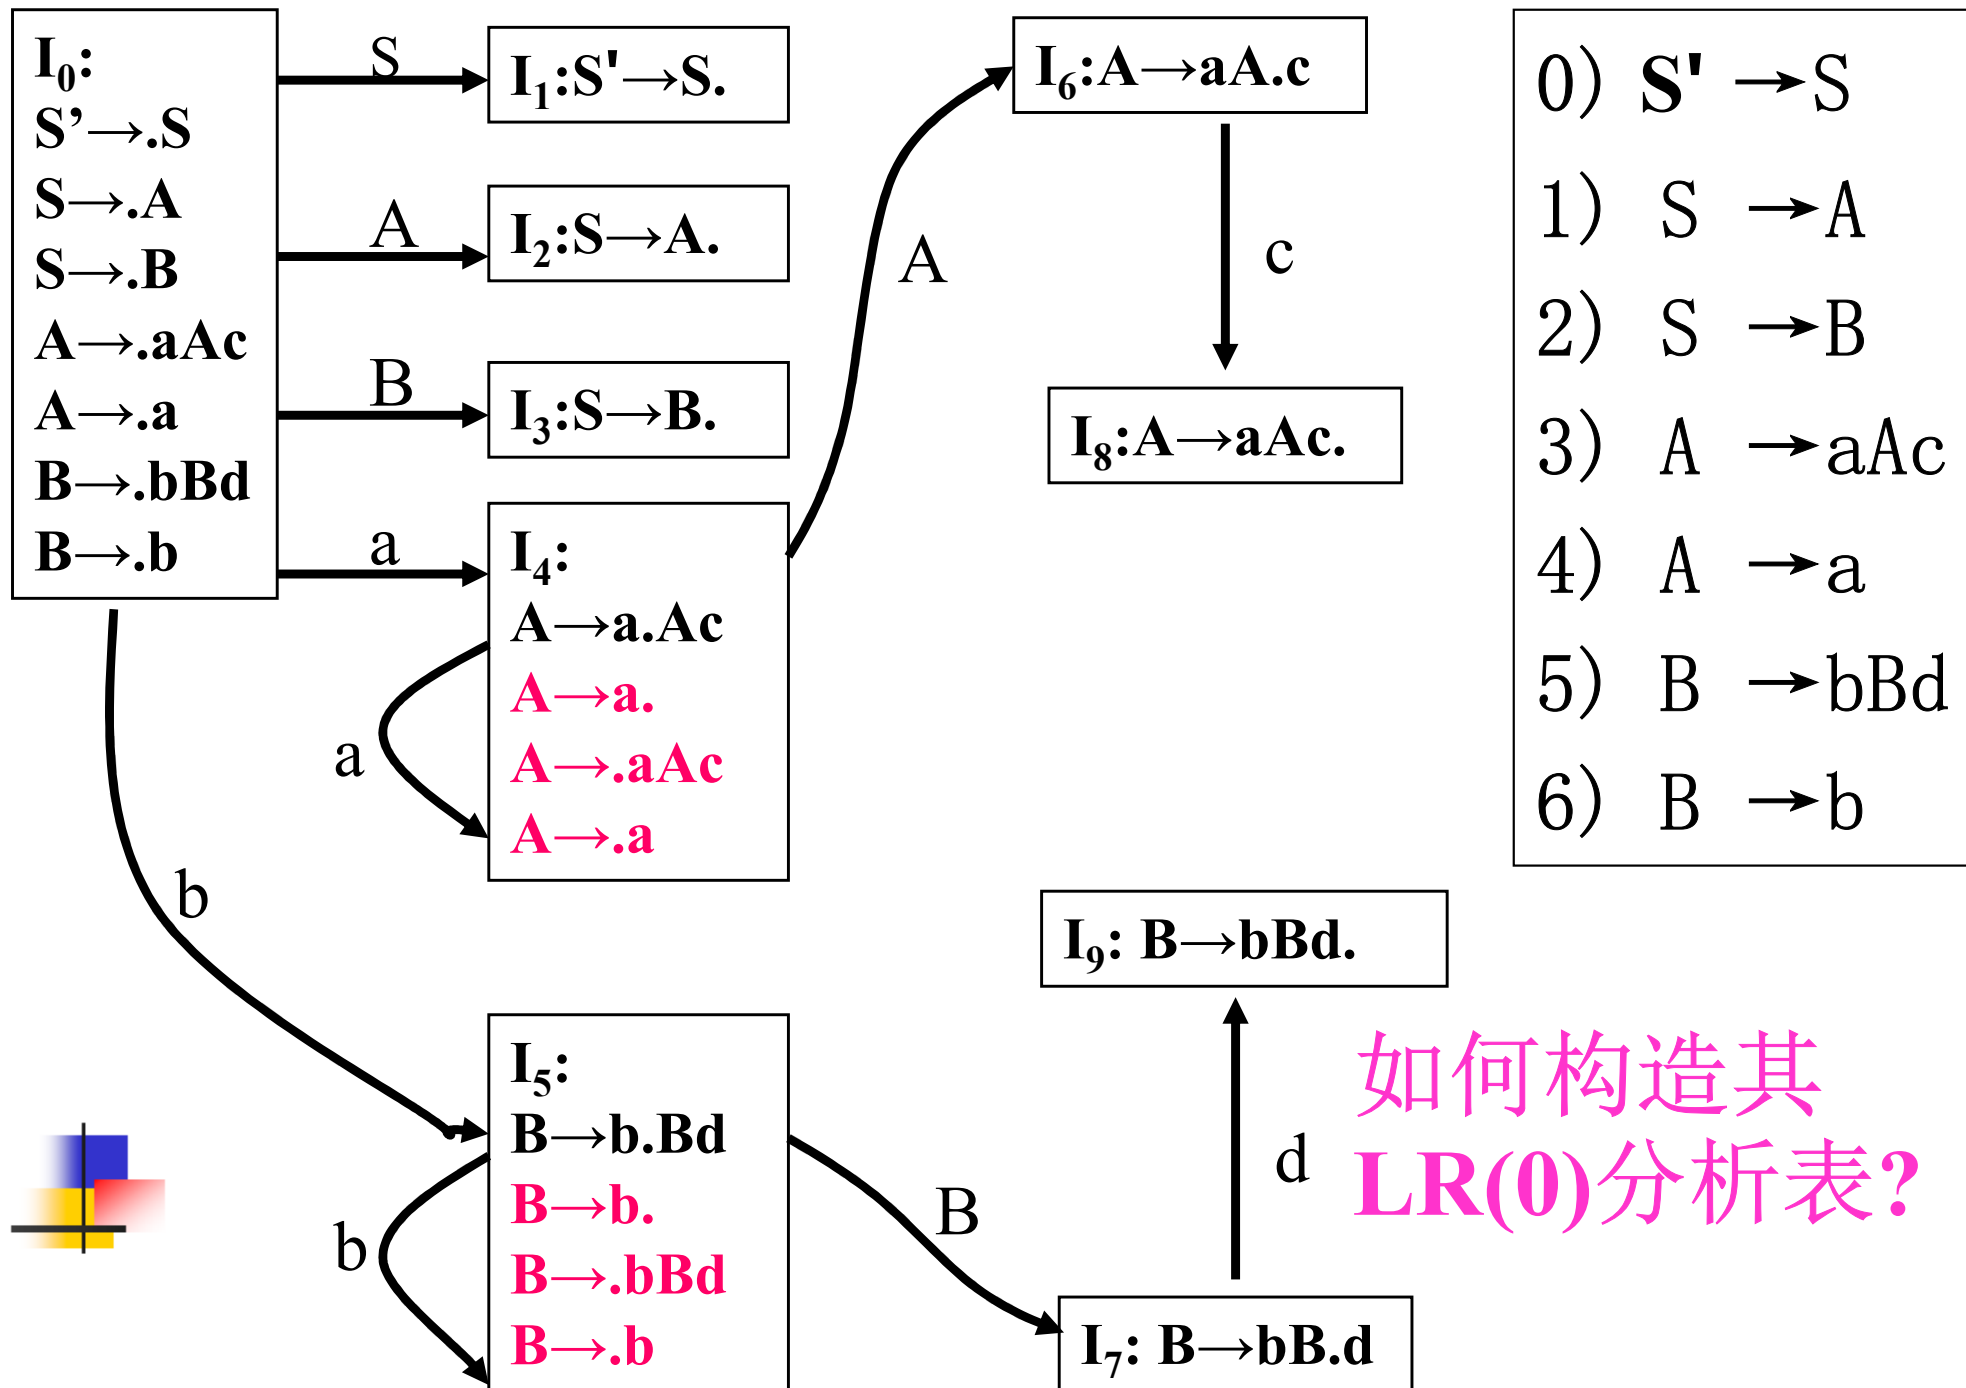 I₀:
S’→.S
S→.A
S→.B
A→.aAc
A→.a
B→.bBd
B→.b
S
I₁:S'→S.
A
I₂:S→A.
B
I₃:S→B.
a
I₄:
A→a.Ac
A→a.
A→.aAc
A→.a
a
b
I₅:
B→b.Bd
B→b.
B→.bBd
B→.b
b
A
I₆:A→aA.c
c
I₈:A→aAc.
I₉: B→bBd.
d
B
I₇: B→bB.d
0) S' →S
1) S →A
2) S →B
3) A →aAc
4) A →a
5) B →bBd
6) B →b
如何构造其
LR(0)分析表?